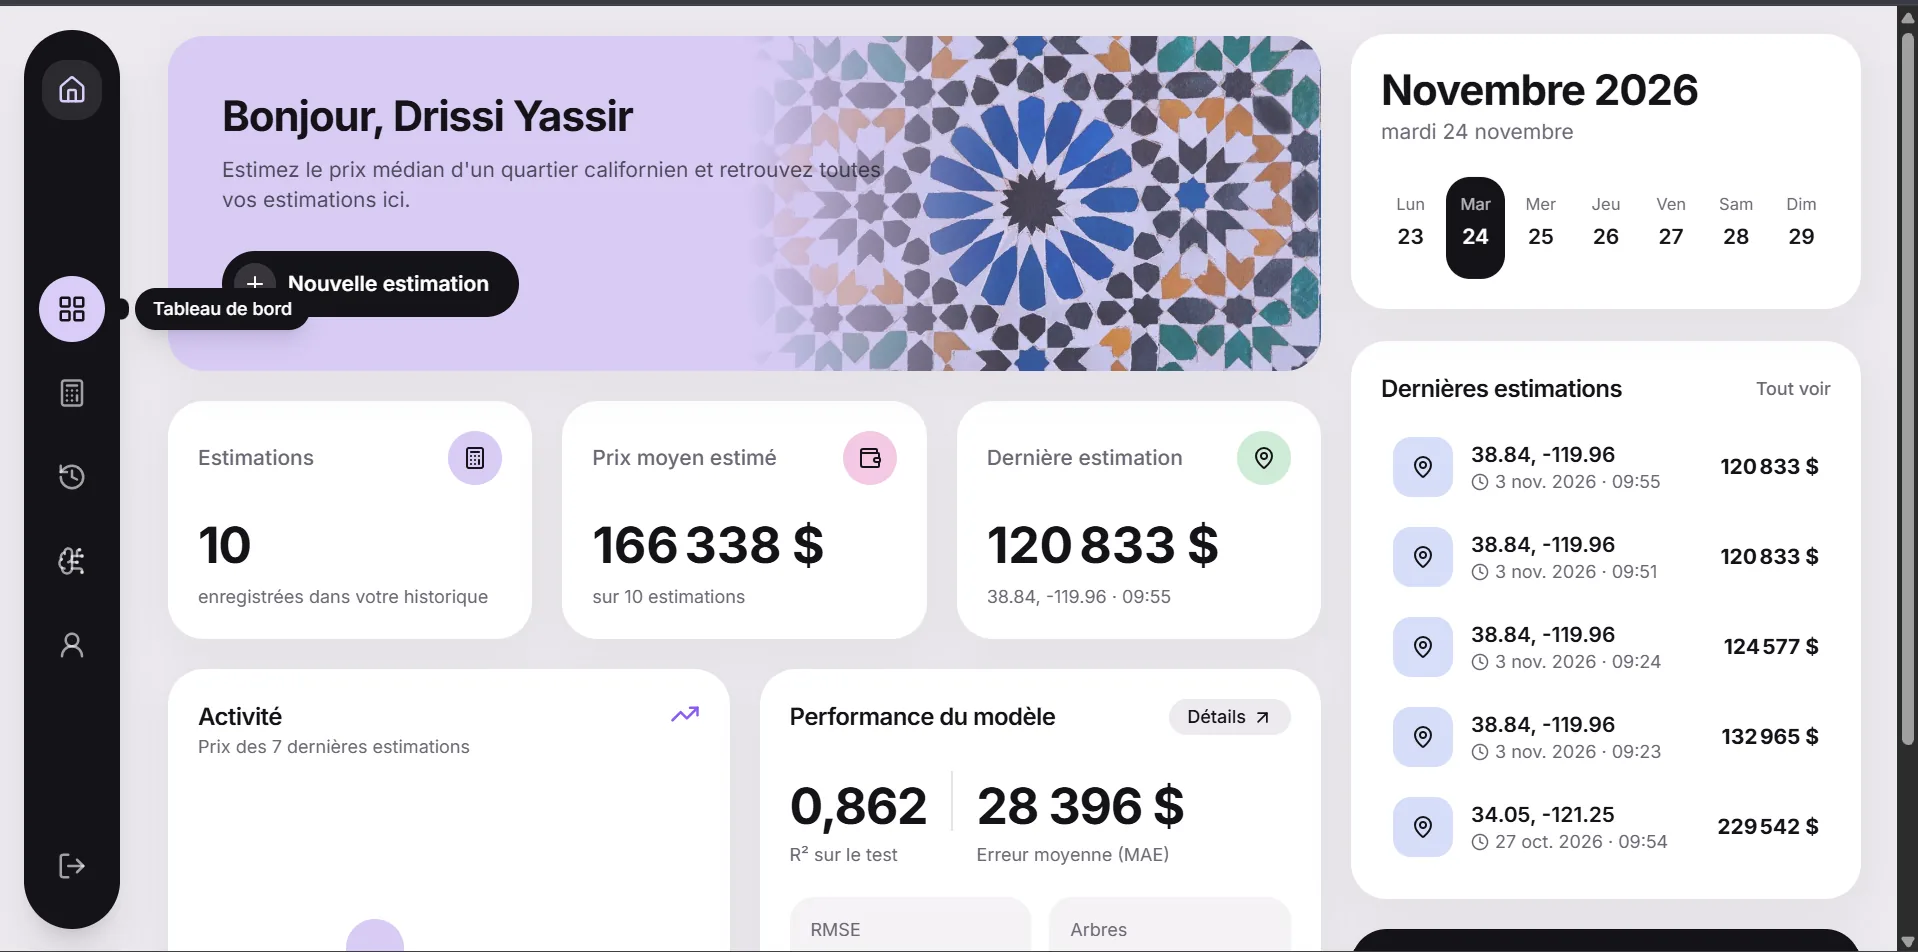 Bonjour, Drissi Yassir
Estimez le prix médian d'un quartier californien et retrouvez toutes
vos estimations ici.
Nouvelle estimation
Tableau de bord
Estimations
10
enregistrées dans votre historique
Prix moyen estimé
166 338 $
sur 10 estimations
Dernière estimation
120 833 $
38.84, -119.96 · 09:55
Activité
Prix des 7 dernières estimations
Performance du modèle
Détails
0,862
R² sur le test
28 396 $
Erreur moyenne (MAE)
RMSE
Arbres
Novembre 2026
mardi 24 novembre
Lun Mar Mer Jeu Ven Sam Dim
23 24 25 26 27 28 29
Dernières estimations
Tout voir
38.84, -119.96
3 nov. 2026 · 09:55
120 833 $
38.84, -119.96
3 nov. 2026 · 09:51
120 833 $
38.84, -119.96
3 nov. 2026 · 09:24
124 577 $
38.84, -119.96
3 nov. 2026 · 09:23
132 965 $
34.05, -121.25
27 oct. 2026 · 09:54
229 542 $